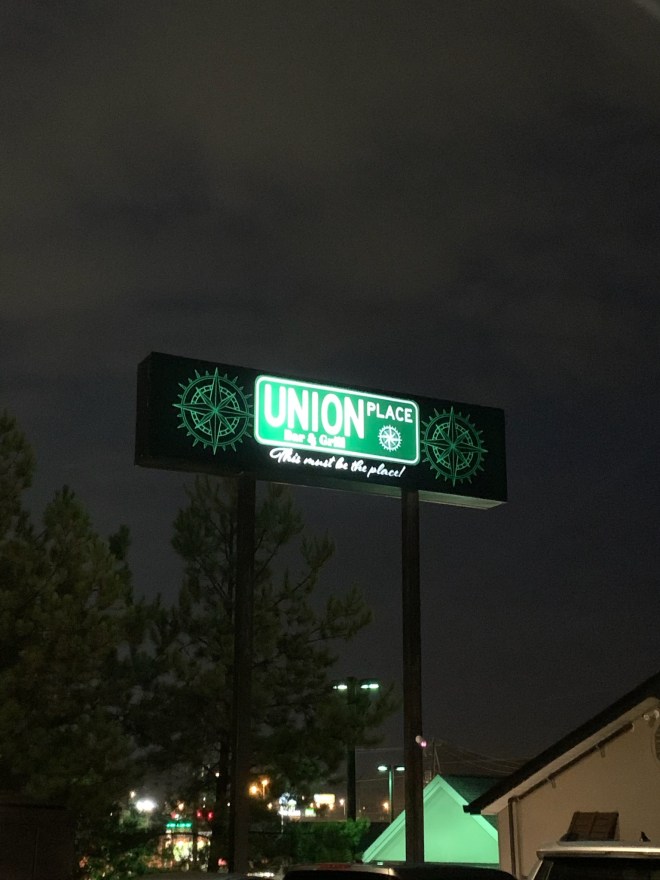 UNION PLACE
Bar & Grill
This must be the place!